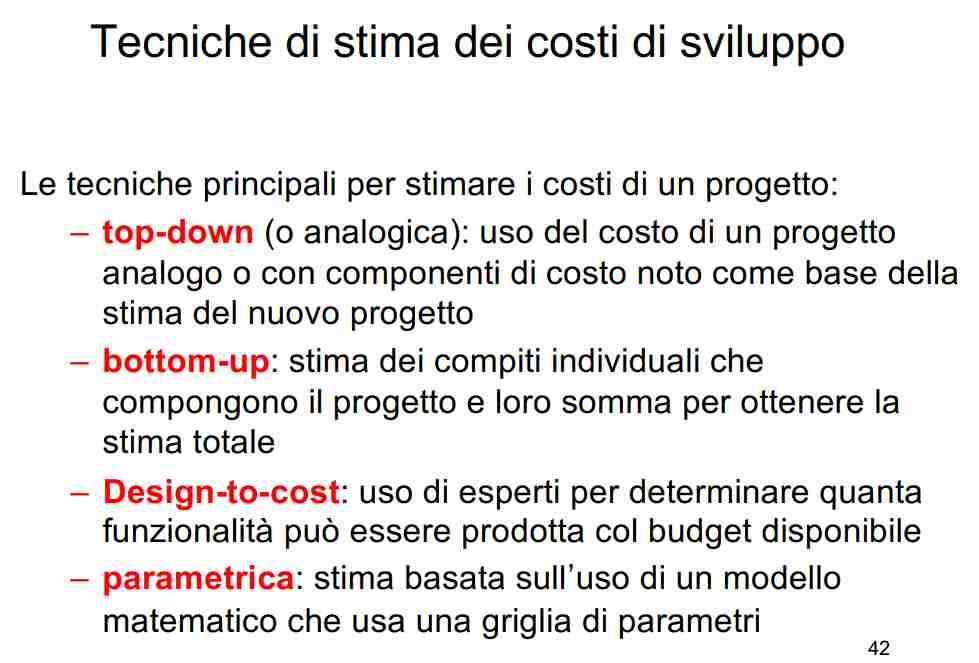 Tecniche di stima dei costi di sviluppo
Le tecniche principali per stimare i costi di un progetto:
– top-down (o analogica): uso del costo di un progetto
analogo o con componenti di costo noto come base della
stima del nuovo progetto
– bottom-up: stima dei compiti individuali che
compongono il progetto e loro somma per ottenere la
stima totale
– Design-to-cost: uso di esperti per determinare quanta
funzionalità può essere prodotta col budget disponibile
– parametrica: stima basata sull’uso di un modello
matematico che usa una griglia di parametri
42